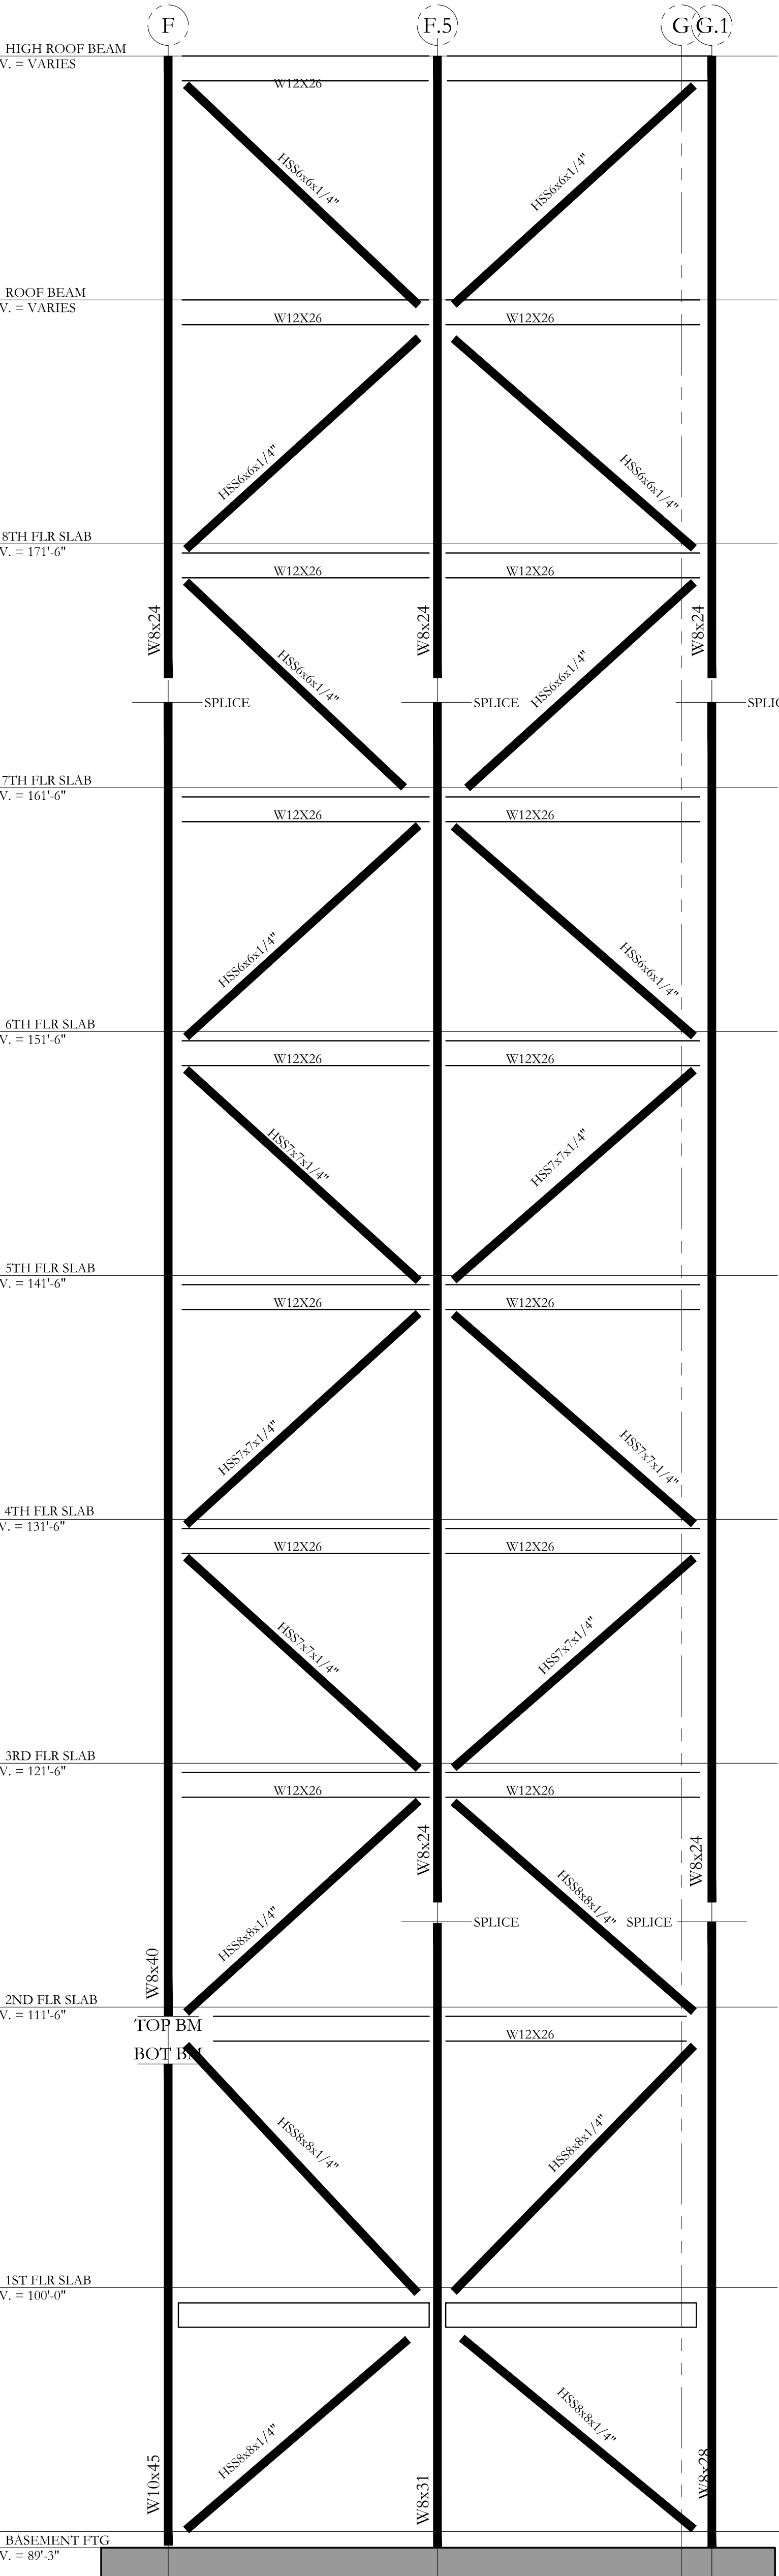 F F.5 G G.1
HIGH ROOF BEAM
V. = VARIES
W12X26
HSS6x6x1/4" HSS6x6x1/4"
ROOF BEAM
V. = VARIES
W12X26 W12X26
HSS6x6x1/4" HSS6x6x1/4"
8TH FLR SLAB
V. = 171'-6"
W12X26 W12X26
W8x24 W8x24 W8x24
HSS6x6x1/4" HSS6x6x1/4"
SPLICE SPLICE SPLIC
7TH FLR SLAB
V. = 161'-6"
W12X26 W12X26
HSS6x6x1/4" HSS6x6x1/4"
6TH FLR SLAB
V. = 151'-6"
W12X26 W12X26
HSS7x7x1/4" HSS7x7x1/4"
5TH FLR SLAB
V. = 141'-6"
W12X26 W12X26
HSS7x7x1/4" HSS7x7x1/4"
4TH FLR SLAB
V. = 131'-6"
W12X26 W12X26
HSS7x7x1/4" HSS7x7x1/4"
3RD FLR SLAB
V. = 121'-6"
W12X26 W12X26
W8x24 W8x24
HSS8x8x1/4" HSS8x8x1/4"
SPLICE SPLICE
W8x40
2ND FLR SLAB
V. = 111'-6"
TOP BM
W12X26
BOT BM
HSS8x8x1/4" HSS8x8x1/4"
1ST FLR SLAB
V. = 100'-0"
HSS8x8x1/4" HSS8x8x1/4"
W10x45 W8x31 W8x28
BASEMENT FTG
V. = 89'-3"